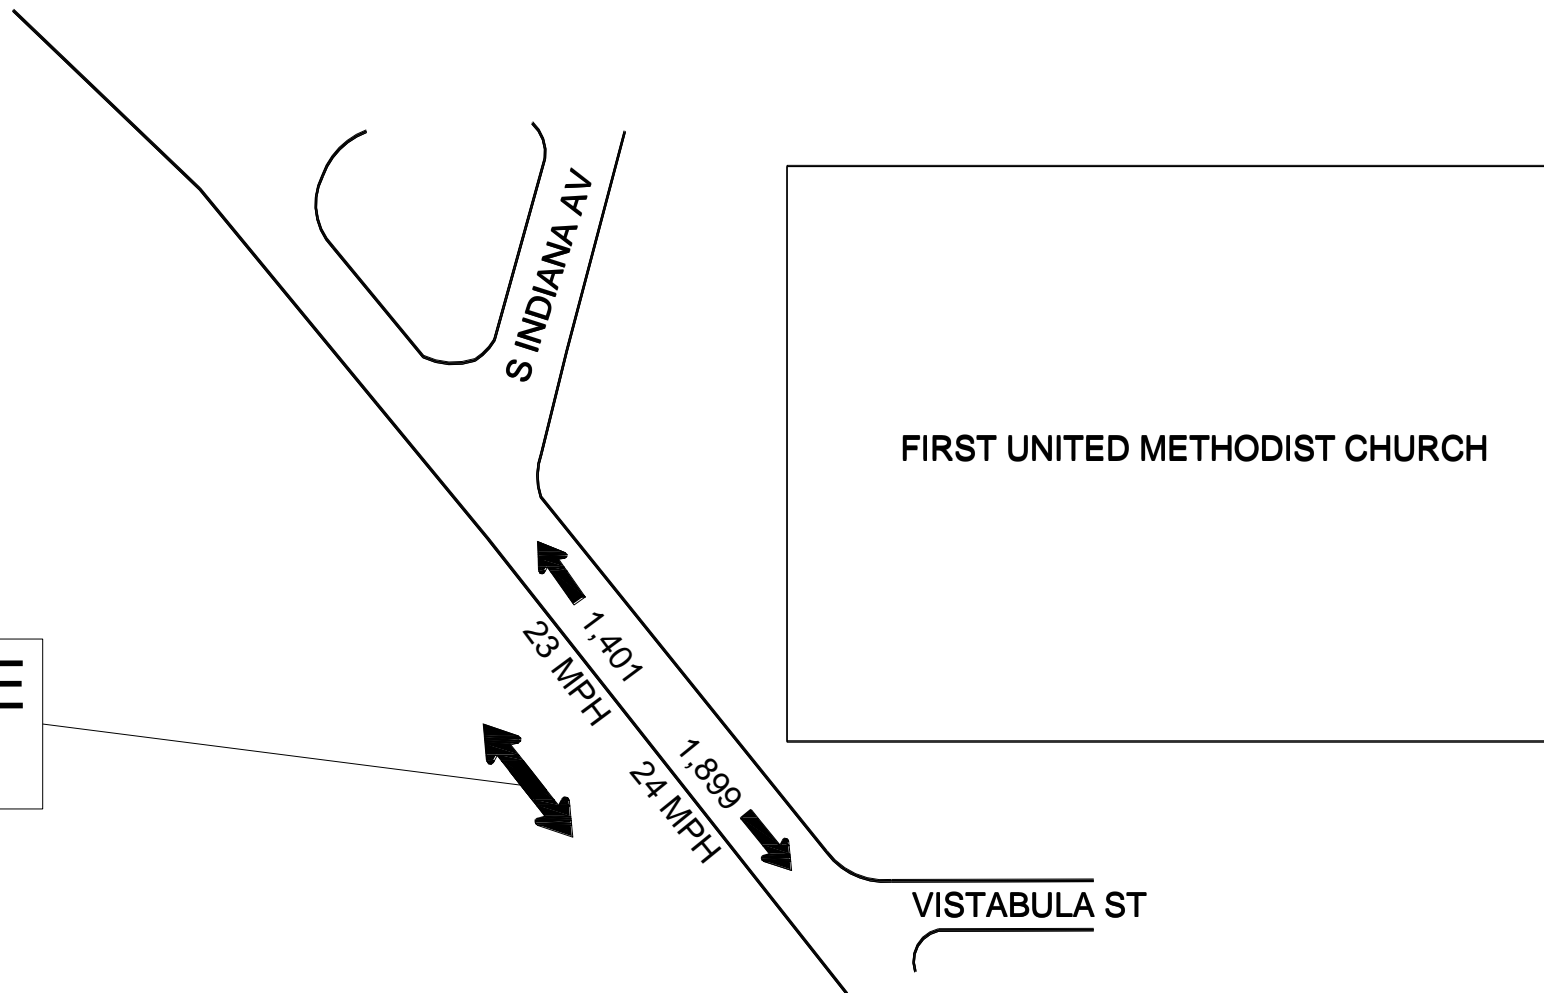 S INDIANA AV
FIRST UNITED METHODIST CHURCH
1,401
23 MPH
1,899
24 MPH
VISTABULA ST